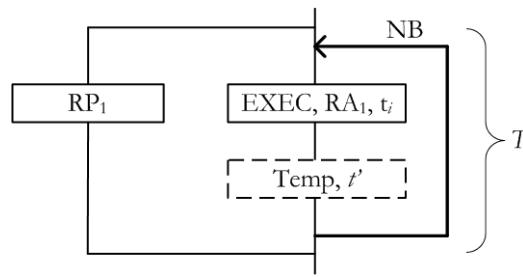 NB
RP₁
EXEC, RA₁, tᵢ
Temp, t'
T